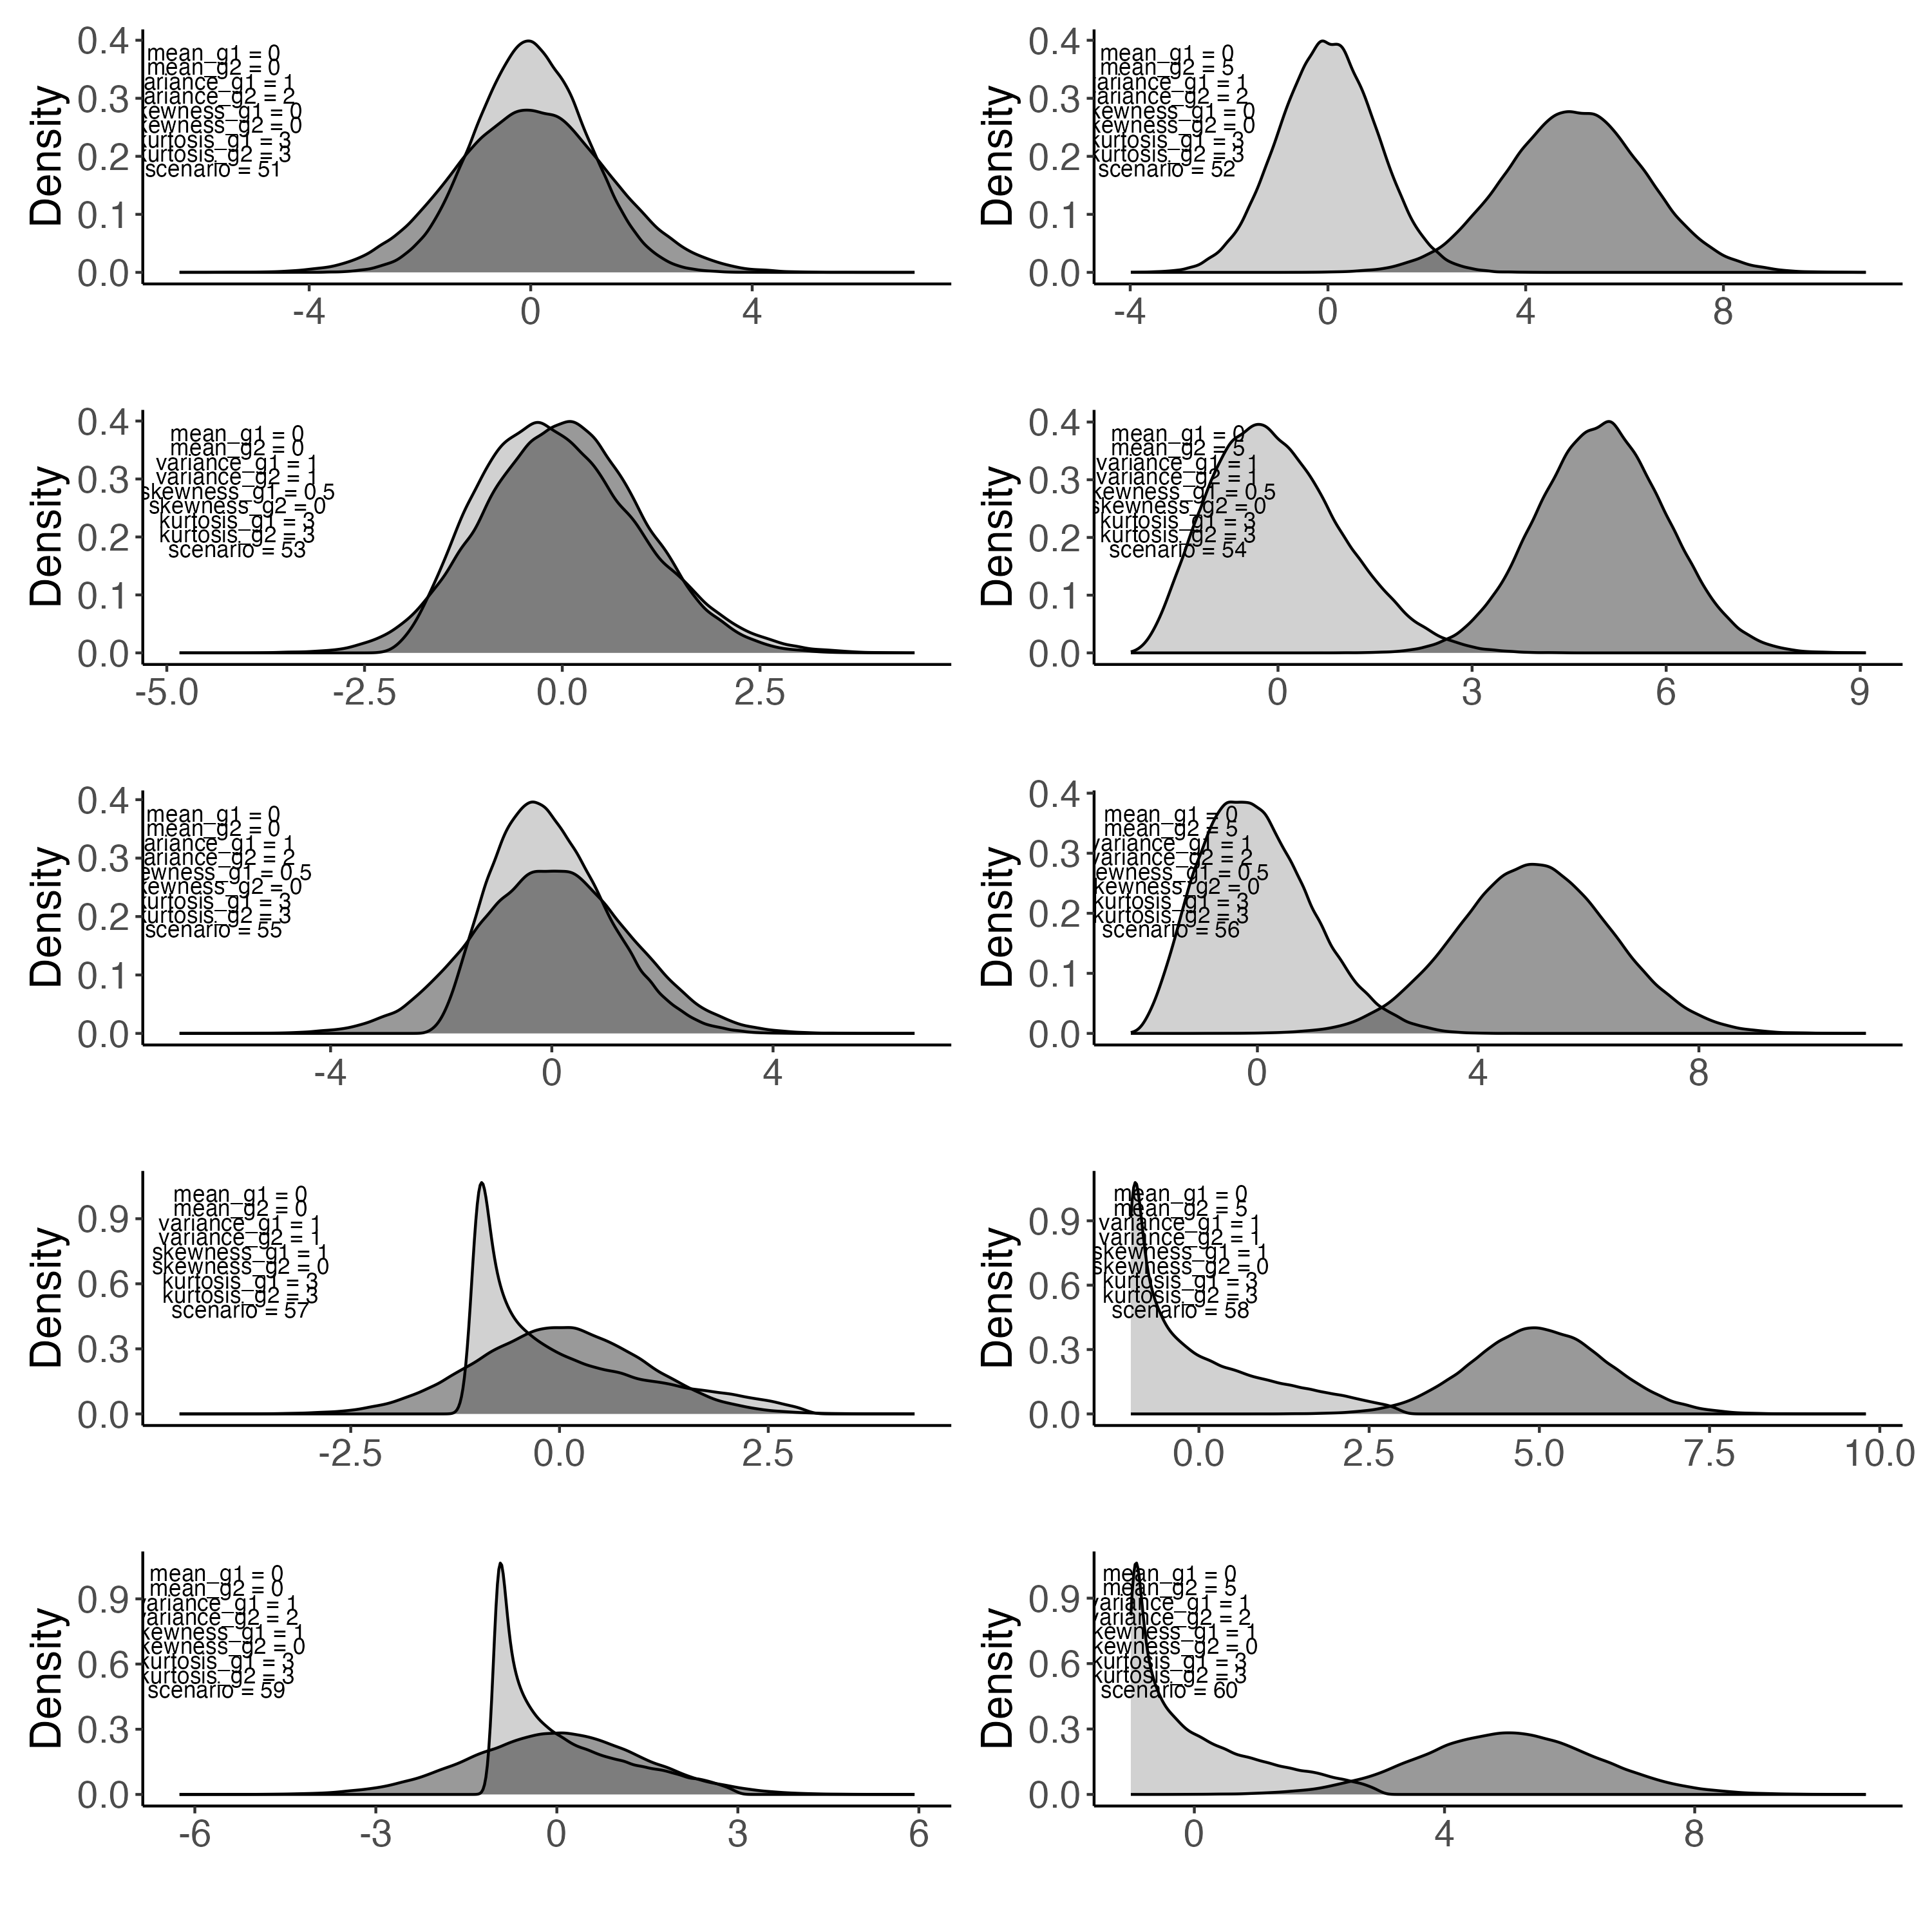 Density
0.4
0.3
0.2
0.1
0.0
mean_g1 = 0
mean_g2 = 0
ariance_g1 = 1
ariance_g2 = 2
kewness_g1 = 0
kewness_g2 = 0
kurtosis_g1 = 3
kurtosis_g2 = 3
scenario = 51
-4 0 4
Density
0.4
0.3
0.2
0.1
0.0
mean_g1 = 0
mean_g2 = 5
ariance_g1 = 1
ariance_g2 = 2
kewness_g1 = 0
kewness_g2 = 0
kurtosis_g1 = 3
kurtosis_g2 = 3
scenario = 52
-4 0 4 8
Density
0.4
0.3
0.2
0.1
0.0
mean_g1 = 0
mean_g2 = 0
variance_g1 = 1
variance_g2 = 1
skewness_g1 = 0.5
skewness_g2 = 0
kurtosis_g1 = 3
kurtosis_g2 = 3
scenario = 53
-5.0 -2.5 0.0 2.5
Density
0.4
0.3
0.2
0.1
0.0
mean_g1 = 0
mean_g2 = 5
variance_g1 = 1
variance_g2 = 1
kewness_g1 = 0.5
skewness_g2 = 0
kurtosis_g1 = 3
kurtosis_g2 = 3
scenario = 54
0 3 6 9
Density
0.4
0.3
0.2
0.1
0.0
mean_g1 = 0
mean_g2 = 0
ariance_g1 = 1
ariance_g2 = 2
ewness_g1 = 0.5
kewness_g2 = 0
kurtosis_g1 = 3
kurtosis_g2 = 3
scenario = 55
-4 0 4
Density
0.4
0.3
0.2
0.1
0.0
mean_g1 = 0
mean_g2 = 5
variance_g1 = 1
variance_g2 = 2
ewness_g1 = 0.5
kewness_g2 = 0
kurtosis_g1 = 3
kurtosis_g2 = 3
scenario = 56
0 4 8
Density
0.9
0.6
0.3
0.0
mean_g1 = 0
mean_g2 = 0
variance_g1 = 1
variance_g2 = 1
skewness_g1 = 1
skewness_g2 = 0
kurtosis_g1 = 3
kurtosis_g2 = 3
scenario = 57
-2.5 0.0 2.5
Density
0.9
0.6
0.3
0.0
mean_g1 = 0
mean_g2 = 5
variance_g1 = 1
variance_g2 = 1
skewness_g1 = 1
skewness_g2 = 0
kurtosis_g1 = 3
kurtosis_g2 = 3
scenario = 58
0.0 2.5 5.0 7.5 10.0
Density
0.9
0.6
0.3
0.0
mean_g1 = 0
mean_g2 = 0
variance_g1 = 1
variance_g2 = 2
kewness_g1 = 1
kewness_g2 = 0
kurtosis_g1 = 3
kurtosis_g2 = 3
scenario = 59
-6 -3 0 3 6
Density
0.9
0.6
0.3
0.0
mean_g1 = 0
mean_g2 = 5
variance_g1 = 1
variance_g2 = 2
kewness_g1 = 1
kewness_g2 = 0
kurtosis_g1 = 3
kurtosis_g2 = 3
scenario = 60
0 4 8